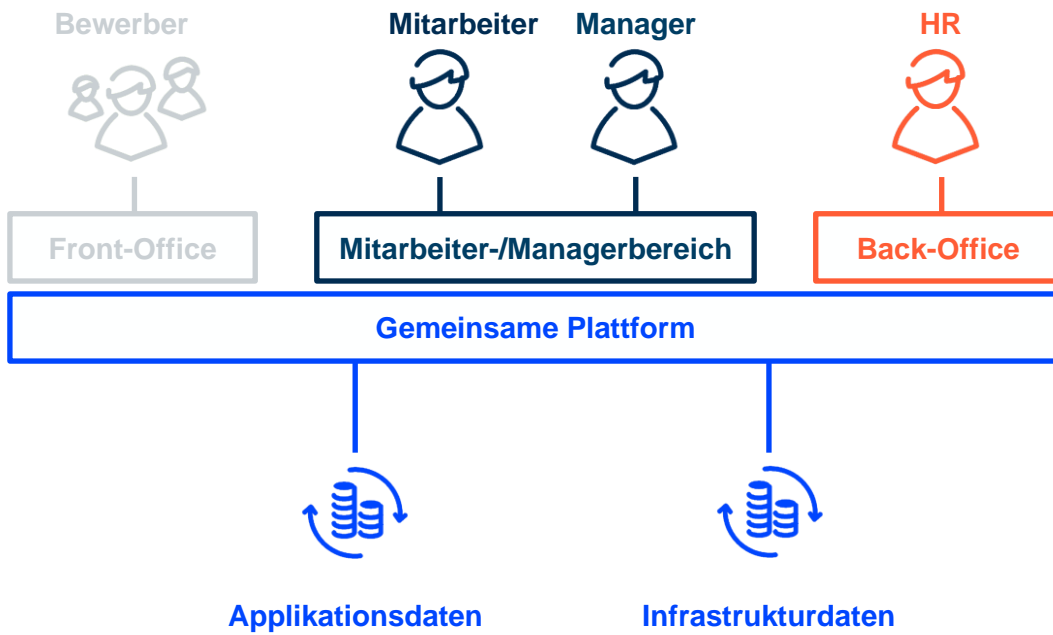 Bewerber
Mitarbeiter
Manager
HR
Front-Office
Mitarbeiter-/Managerbereich
Back-Office
Gemeinsame Plattform
Applikationsdaten
Infrastrukturdaten